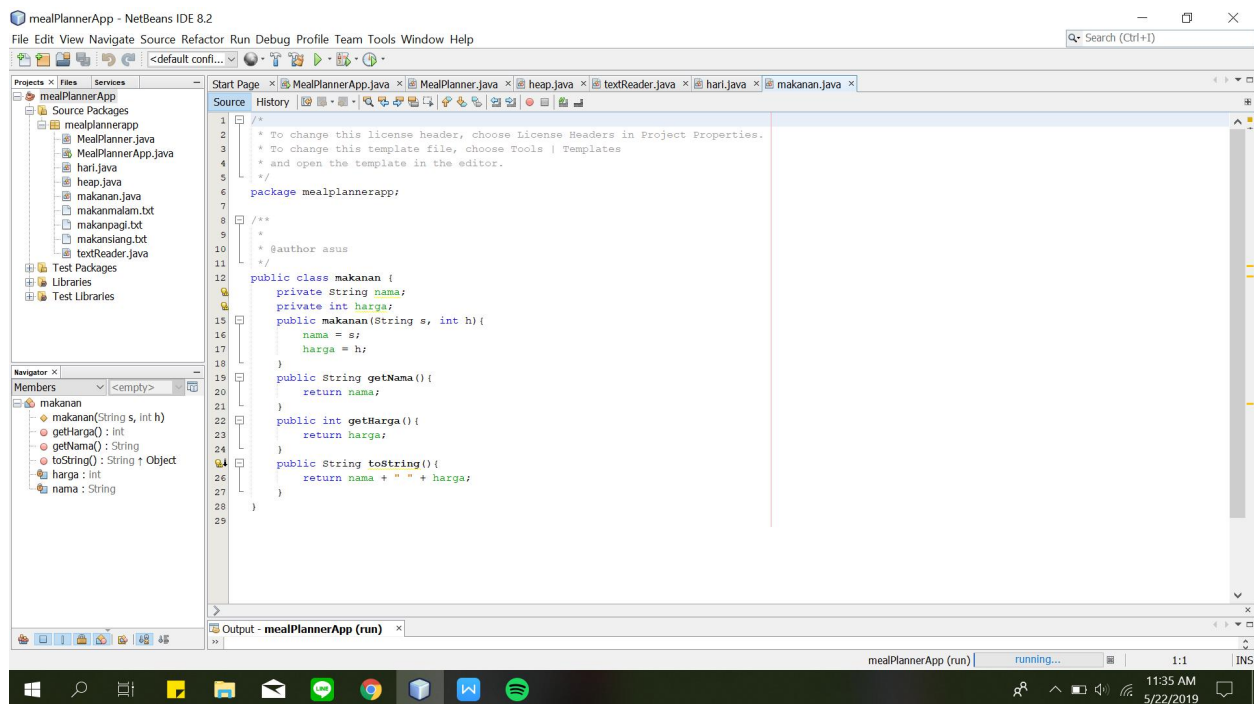 mealPlannerApp - NetBeans IDE 8.2
File Edit View Navigate Source Refactor Run Debug Profile Team Tools Window Help
Search (Ctrl+I)
<default confi...
Projects Files Services
mealPlannerApp
Source Packages
mealplannerapp
MealPlanner.java
MealPlannerApp.java
hari.java
heap.java
makanan.java
makanmalam.txt
makanpagi.txt
makansiang.txt
textReader.java
Test Packages
Libraries
Test Libraries
Navigator
Members <empty>
makanan
makanan(String s, int h)
getHarga() : int
getNama() : String
toString() : String ↑ Object
harga : int
nama : String
Start Page MealPlannerApp.java MealPlanner.java heap.java textReader.java hari.java makanan.java
Source History
1 /*
2 * To change this license header, choose License Headers in Project Properties.
3 * To change this template file, choose Tools | Templates
4 * and open the template in the editor.
5 */
6 package mealplannerapp;
7
8 /**
9 *
10 * @author asus
11 */
12 public class makanan {
private String nama;
private int harga;
15 public makanan(String s, int h){
16 nama = s;
17 harga = h;
18 }
19 public String getNama(){
20 return nama;
21 }
22 public int getHarga(){
23 return harga;
24 }
public String toString(){
26 return nama + " " + harga;
27 }
28 }
29
Output - mealPlannerApp (run)
mealPlannerApp (run) running... 1:1 INS
LINE
11:35 AM
5/22/2019